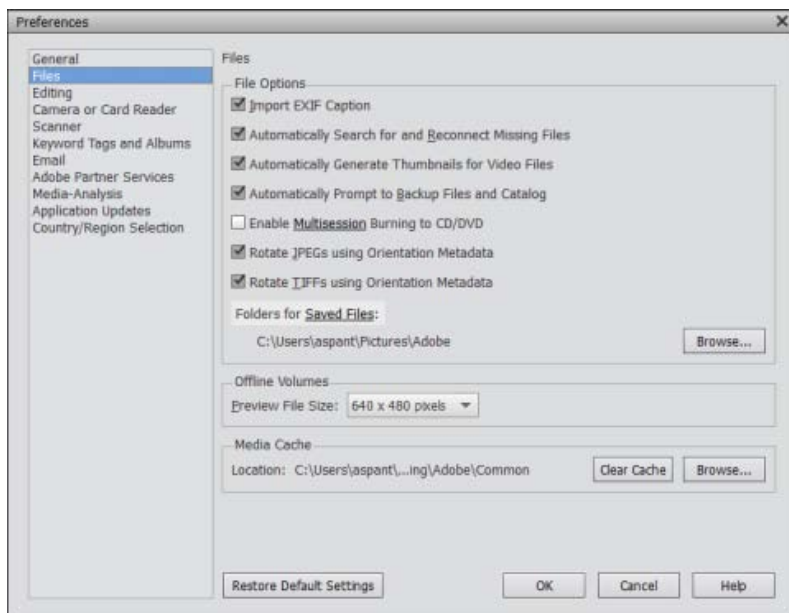 Preferences
General
Files
Editing
Camera or Card Reader
Scanner
Keyword Tags and Albums
Email
Adobe Partner Services
Media-Analysis
Application Updates
Country/Region Selection
Files
File Options
Import EXIF Caption
Automatically Search for and Reconnect Missing Files
Automatically Generate Thumbnails for Video Files
Automatically Prompt to Backup Files and Catalog
Enable Multisession Burning to CD/DVD
Rotate JPEGs using Orientation Metadata
Rotate TIFFs using Orientation Metadata
Folders for Saved Files:
C:\Users\aspant\Pictures\Adobe
Browse...
Offline Volumes
Preview File Size: 640 x 480 pixels
Media Cache
Location: C:\Users\aspant\...ing\Adobe\Common
Clear Cache
Browse...
Restore Default Settings
OK
Cancel
Help